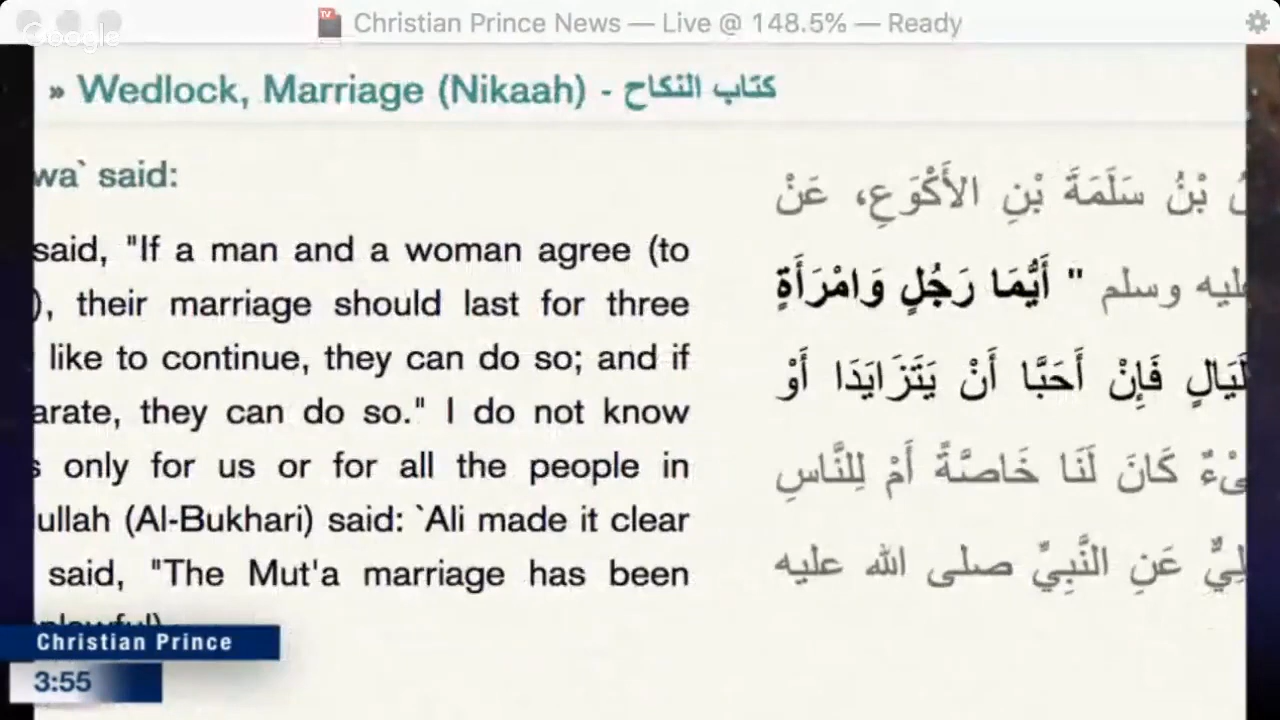 Christian Prince News — Live @ 148.5% — Ready
Google
» Wedlock, Marriage (Nikaah) - كتاب النكاح
wa` said:
said, "If a man and a woman agree (to
), their marriage should last for three
like to continue, they can do so; and if
arate, they can do so." I do not know
s only for us or for all the people in
ullah (Al-Bukhari) said: `Ali made it clear
said, "The Mut'a marriage has been
بْنُ سَلَمَةَ بْنِ الأَكْوَعِ، عَنْ
عليه وسلم " أَيُّمَا رَجُلٍ وَامْرَأَةٍ
لَيَالٍ فَإِنْ أَحَبَّا أَنْ يَتَزَايَدَا أَوْ
ىْءٌ كَانَ لَنَا خَاصَّةً أَمْ لِلنَّاسِ
لِيٌّ عَنِ النَّبِيِّ صلى الله عليه
Christian Prince
3:55